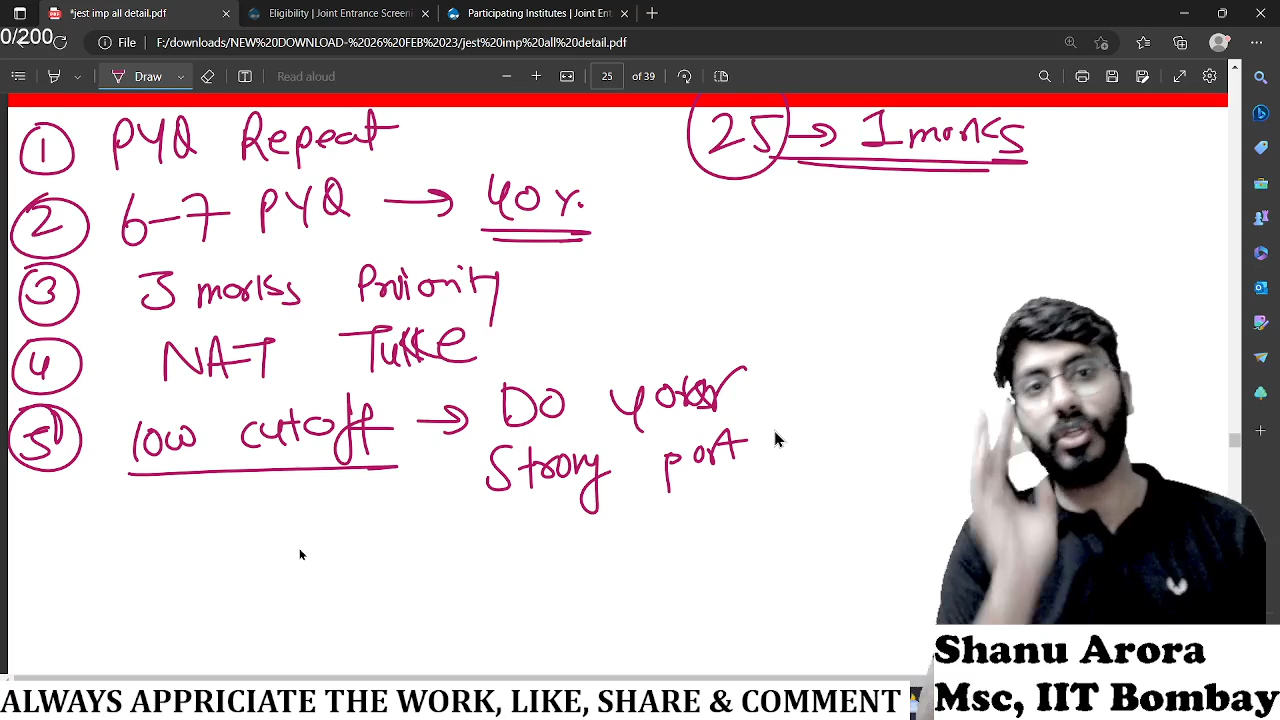 *jest imp all detail.pdf
Eligibility | Joint Entrance Screeni
Participating Institutes | Joint Ent
0/200
File F:/downloads/NEW%20DOWNLOAD-%2026%20FEB%2023/jest%20imp%20all%20detail.pdf
Draw Read aloud 25 of 39
1 PYQ Repeat
25 → 1 marks
2 6-7 PYQ → 40 %.
3 3 marks Priority
4 NAT Tukke
5 low cutoff → Do your
Strong part
Shanu Arora
Msc, IIT Bombay
ALWAYS APPRICIATE THE WORK, LIKE, SHARE & COMMENT